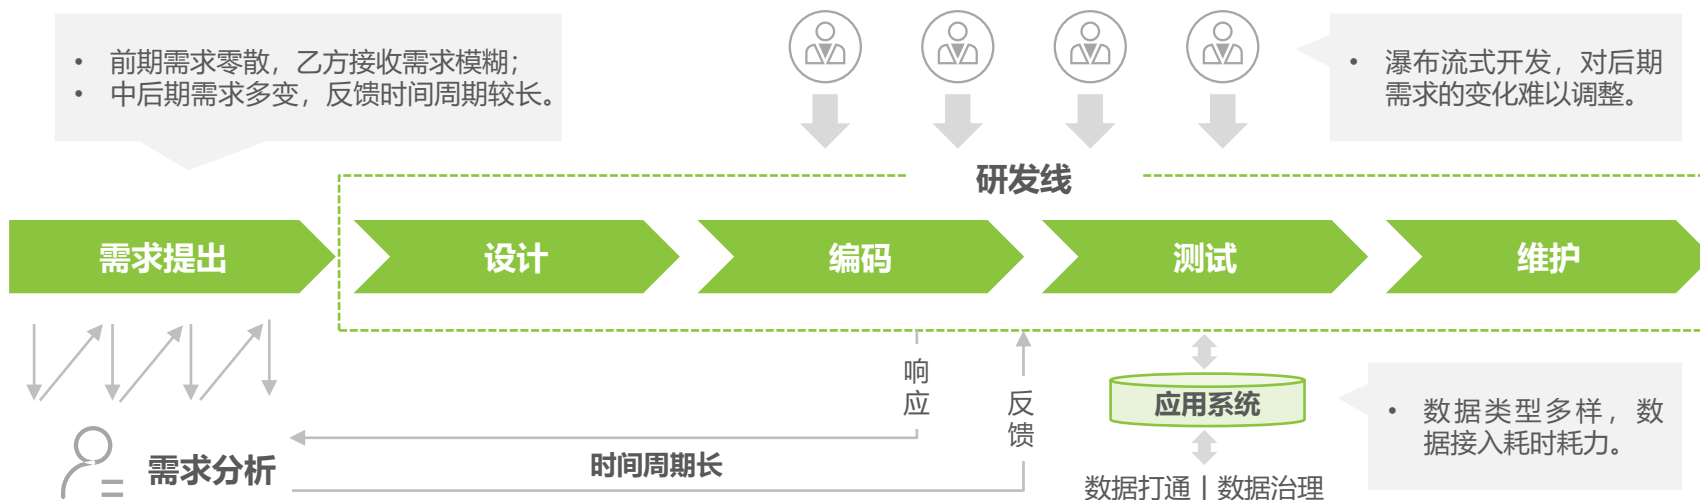 • 前期需求零散，乙方接收需求模糊；
• 中后期需求多变，反馈时间周期较长。
• 瀑布流式开发，对后期
需求的变化难以调整。
研发线
需求提出
设计
编码
测试
维护
响应
反馈
应用系统
• 数据类型多样，数
据接入耗时耗力。
需求分析
时间周期长
数据打通 | 数据治理